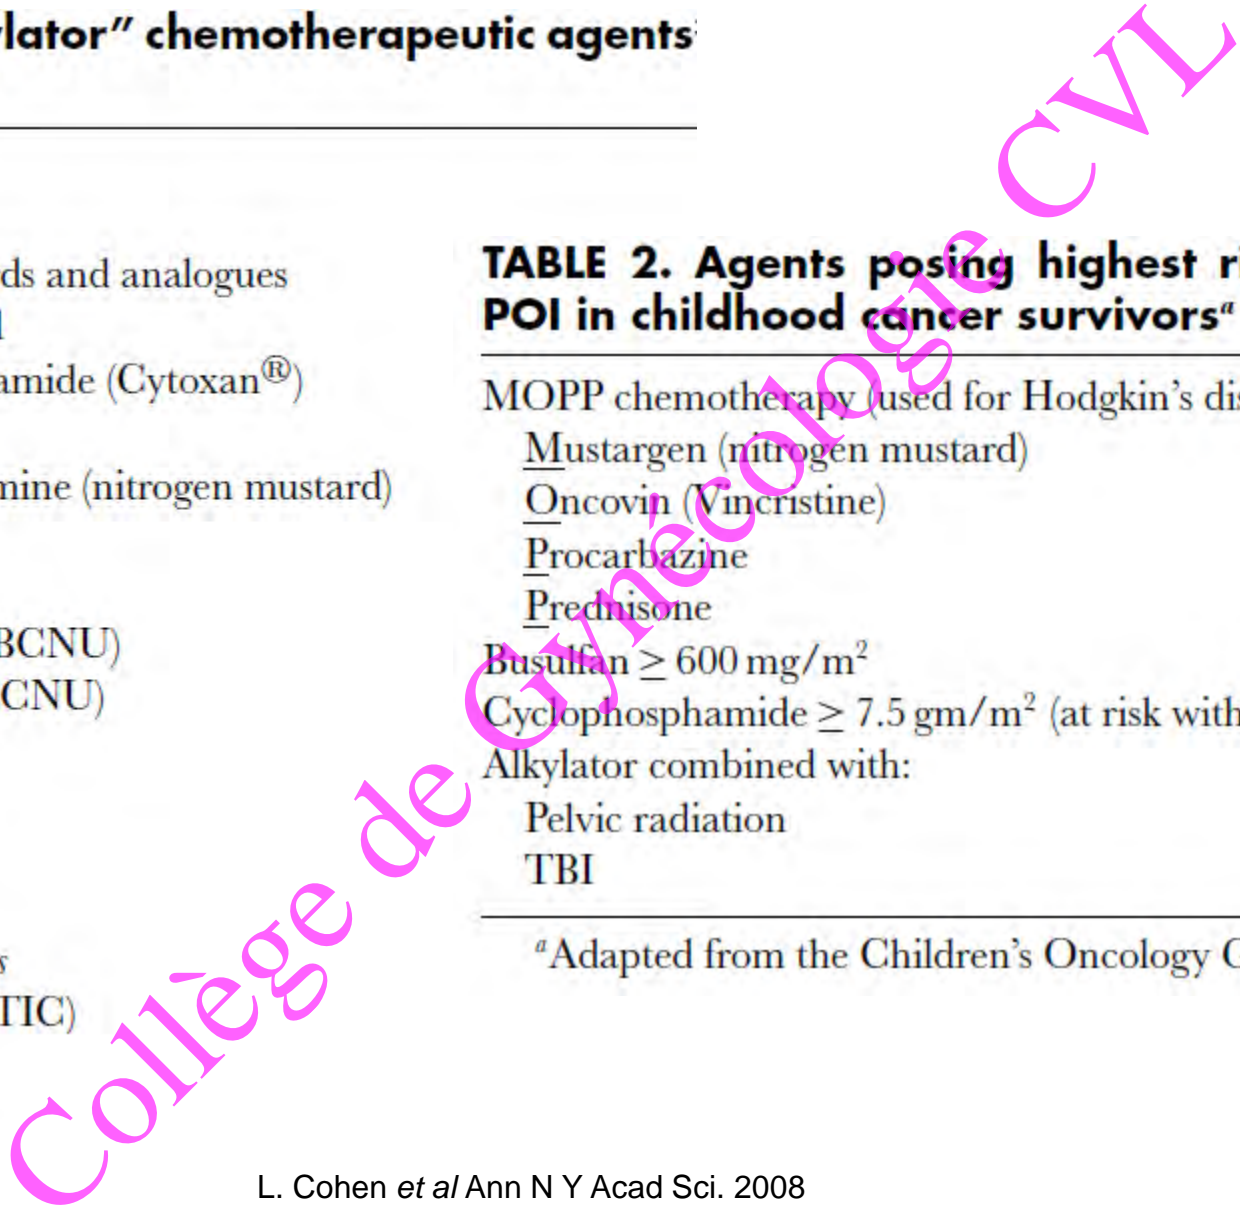 ylator” chemotherapeutic agents
ds and analogues
amide (Cytoxan®)
mine (nitrogen mustard)
BCNU)
CNU)
s
TIC)
TABLE 2. Agents posing highest ri
POI in childhood cancer survivorsᵃ
MOPP chemotherapy (used for Hodgkin’s dis
Mustargen (nitrogen mustard)
Oncovin (Vincristine)
Procarbazine
Prednisone
Busulfan ≥ 600 mg/m²
Cyclophosphamide ≥ 7.5 gm/m² (at risk with
Alkylator combined with:
Pelvic radiation
TBI
ᵃAdapted from the Children’s Oncology G
Collège de Gynécologie CVL
L. Cohen et al Ann N Y Acad Sci. 2008